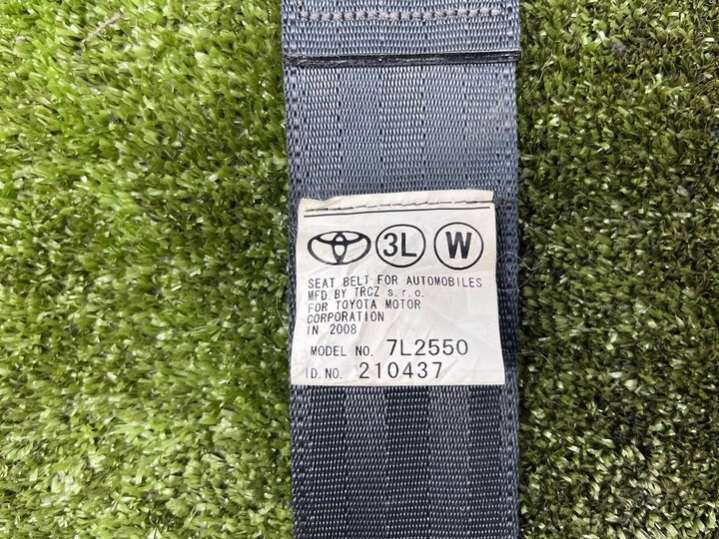 3L W
SEAT BELT FOR AUTOMOBILES
MFD. BY TRCZ s.r.o.
FOR TOYOTA MOTOR
CORPORATION
IN 2008
MODEL NO. 7L2550
ID. NO. 210437